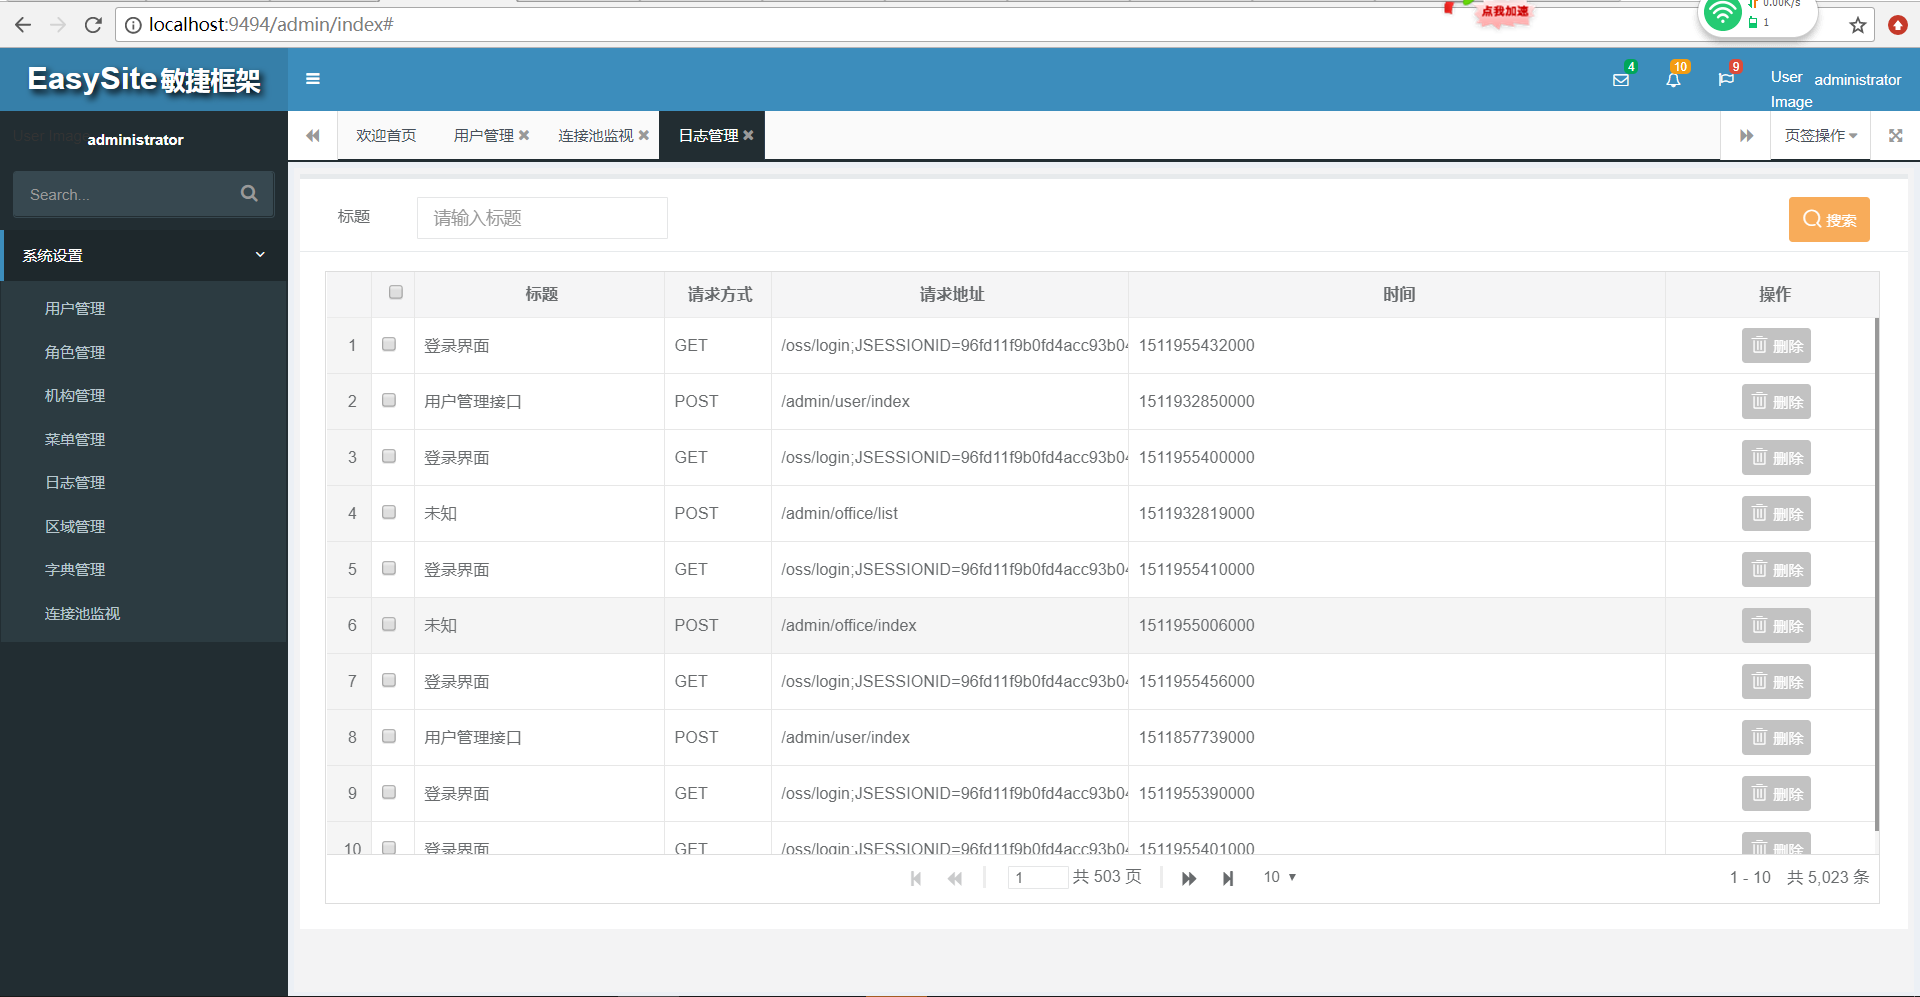 localhost:9494/admin/index#
点我加速
0.00K/s
1
EasySite敏捷框架
4
10
9
User Image
administrator
User Image
administrator
Search...
系统设置
用户管理
角色管理
机构管理
菜单管理
日志管理
区域管理
字典管理
连接池监视
欢迎首页
用户管理
连接池监视
日志管理
页签操作
标题
请输入标题
搜索
标题 请求方式 请求地址 时间 操作
1 登录界面 GET /oss/login;JSESSIONID=96fd11f9b0fd4acc93b04 1511955432000 删除
2 用户管理接口 POST /admin/user/index 1511932850000 删除
3 登录界面 GET /oss/login;JSESSIONID=96fd11f9b0fd4acc93b04 1511955400000 删除
4 未知 POST /admin/office/list 1511932819000 删除
5 登录界面 GET /oss/login;JSESSIONID=96fd11f9b0fd4acc93b04 1511955410000 删除
6 未知 POST /admin/office/index 1511955006000 删除
7 登录界面 GET /oss/login;JSESSIONID=96fd11f9b0fd4acc93b04 1511955456000 删除
8 用户管理接口 POST /admin/user/index 1511857739000 删除
9 登录界面 GET /oss/login;JSESSIONID=96fd11f9b0fd4acc93b04 1511955390000 删除
10 登录界面 GET /oss/login;JSESSIONID=96fd11f9b0fd4acc93b04 1511955401000 删除
1 共 503 页
10
1 - 10 共 5,023 条